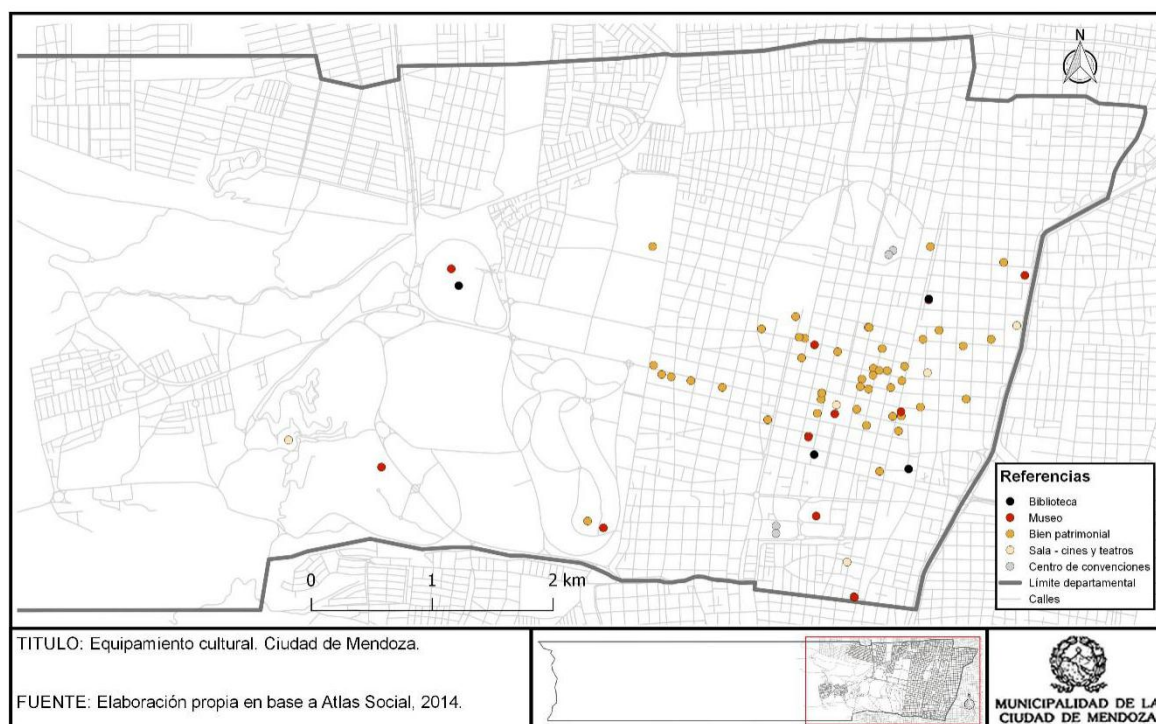 N
0 1 2 km
Referencias
Biblioteca
Museo
Bien patrimonial
Sala - cines y teatros
Centro de convenciones
Límite departamental
Calles
TITULO: Equipamiento cultural. Ciudad de Mendoza.
FUENTE: Elaboración propia en base a Atlas Social, 2014.
MUNICIPALIDAD DE LA
CIUDAD DE MENDOZA